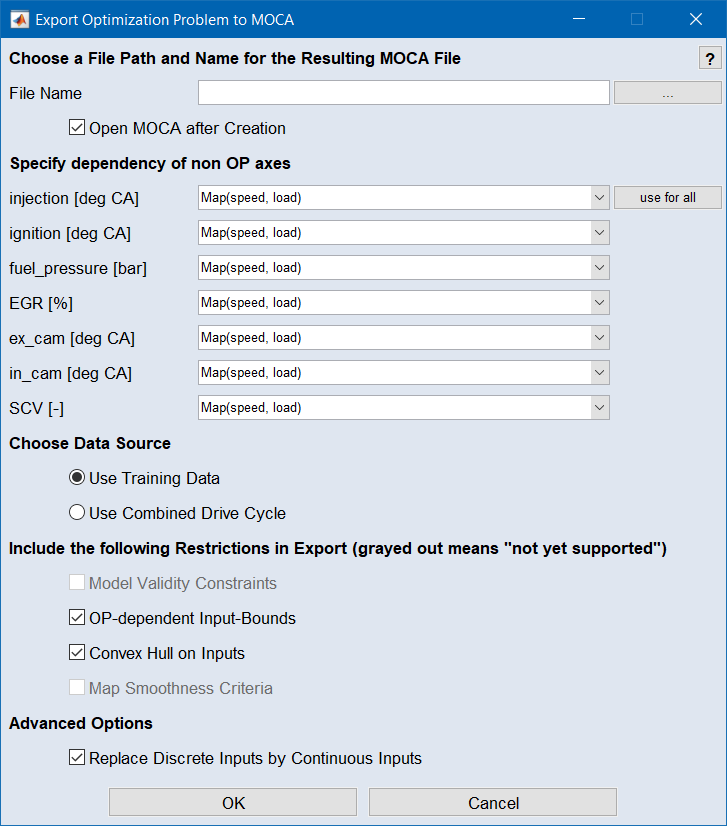 Export Optimization Problem to MOCA
Choose a File Path and Name for the Resulting MOCA File
?
File Name
...
Open MOCA after Creation
Specify dependency of non OP axes
injection [deg CA] Map(speed, load) use for all
ignition [deg CA] Map(speed, load)
fuel_pressure [bar] Map(speed, load)
EGR [%] Map(speed, load)
ex_cam [deg CA] Map(speed, load)
in_cam [deg CA] Map(speed, load)
SCV [-] Map(speed, load)
Choose Data Source
Use Training Data
Use Combined Drive Cycle
Include the following Restrictions in Export (grayed out means "not yet supported")
Model Validity Constraints
OP-dependent Input-Bounds
Convex Hull on Inputs
Map Smoothness Criteria
Advanced Options
Replace Discrete Inputs by Continuous Inputs
OK Cancel